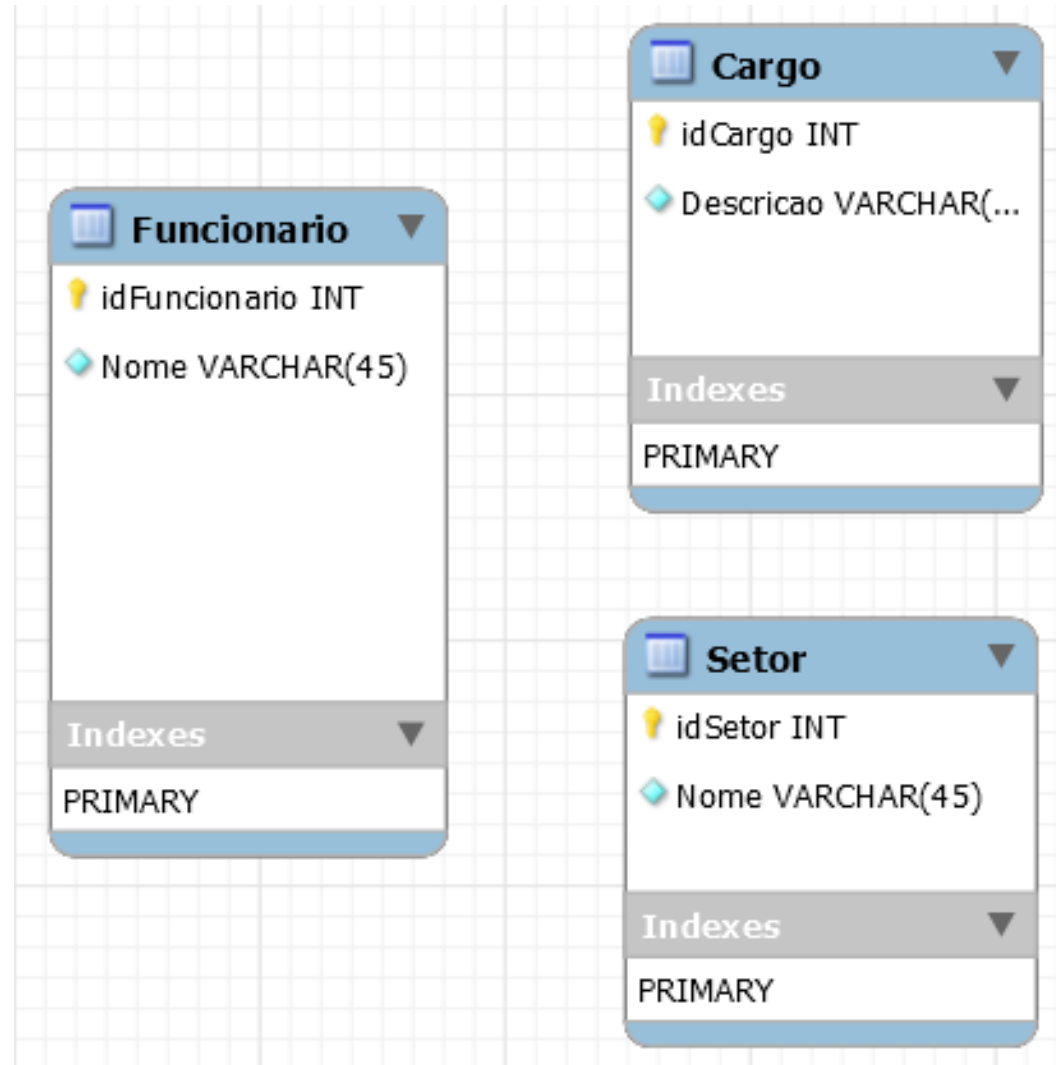 Funcionario
idFuncionario INT
Nome VARCHAR(45)
Indexes
PRIMARY
Cargo
idCargo INT
Descricao VARCHAR(...
Indexes
PRIMARY
Setor
idSetor INT
Nome VARCHAR(45)
Indexes
PRIMARY